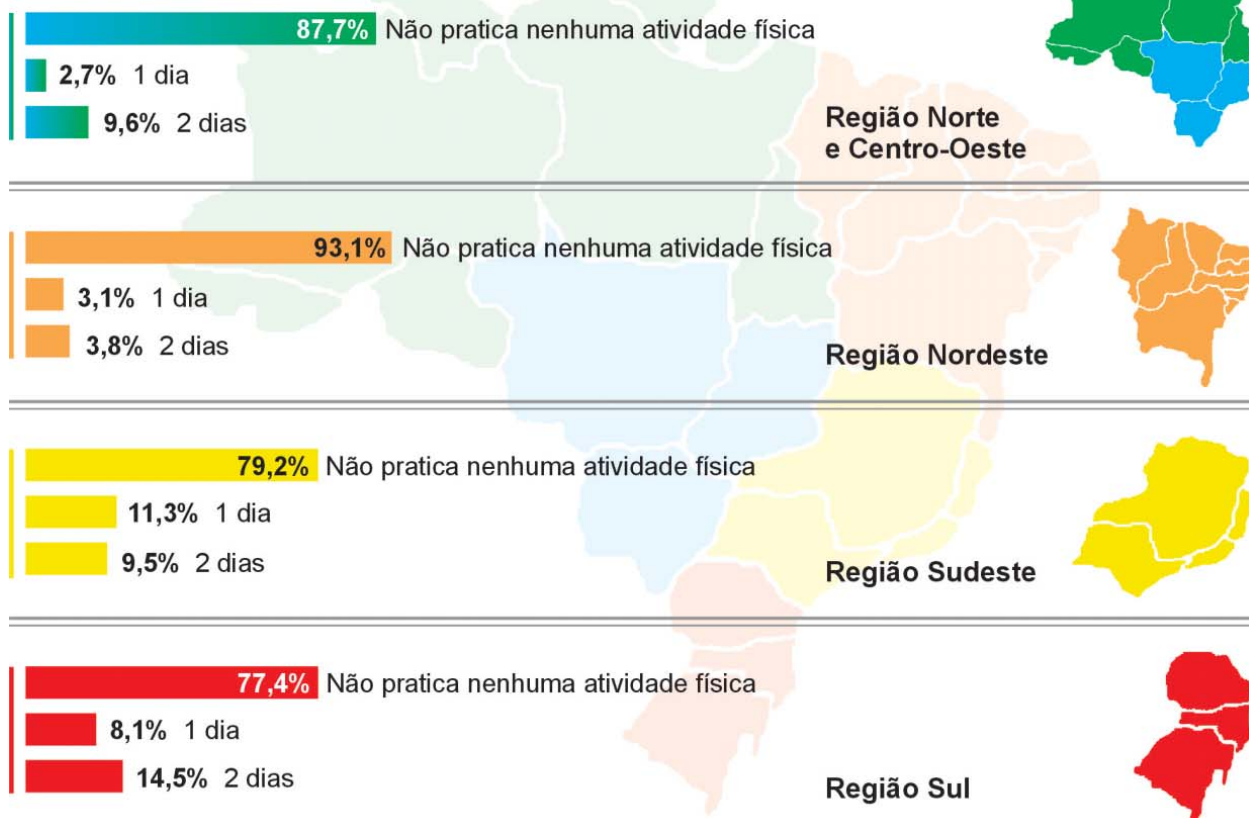 87,7% Não pratica nenhuma atividade física
2,7% 1 dia
9,6% 2 dias
Região Norte
e Centro-Oeste
93,1% Não pratica nenhuma atividade física
3,1% 1 dia
3,8% 2 dias
Região Nordeste
79,2% Não pratica nenhuma atividade física
11,3% 1 dia
9,5% 2 dias
Região Sudeste
77,4% Não pratica nenhuma atividade física
8,1% 1 dia
14,5% 2 dias
Região Sul